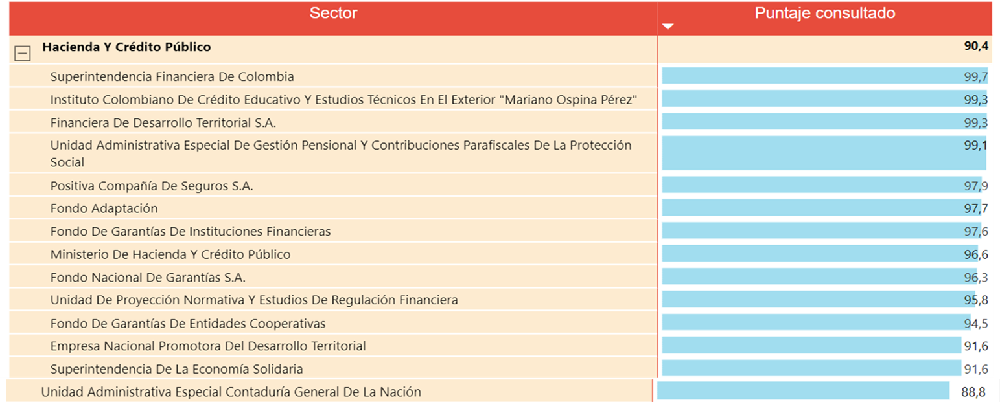 Sector Puntaje consultado
Hacienda Y Crédito Público 90,4
Superintendencia Financiera De Colombia 99,7
Instituto Colombiano De Crédito Educativo Y Estudios Técnicos En El Exterior "Mariano Ospina Pérez" 99,3
Financiera De Desarrollo Territorial S.A. 99,3
Unidad Administrativa Especial De Gestión Pensional Y Contribuciones Parafiscales De La Protección 99,1
Social
Positiva Compañía De Seguros S.A. 97,9
Fondo Adaptación 97,7
Fondo De Garantías De Instituciones Financieras 97,6
Ministerio De Hacienda Y Crédito Público 96,6
Fondo Nacional De Garantías S.A. 96,3
Unidad De Proyección Normativa Y Estudios De Regulación Financiera 95,8
Fondo De Garantías De Entidades Cooperativas 94,5
Empresa Nacional Promotora Del Desarrollo Territorial 91,6
Superintendencia De La Economía Solidaria 91,6
Unidad Administrativa Especial Contaduría General De La Nación 88,8